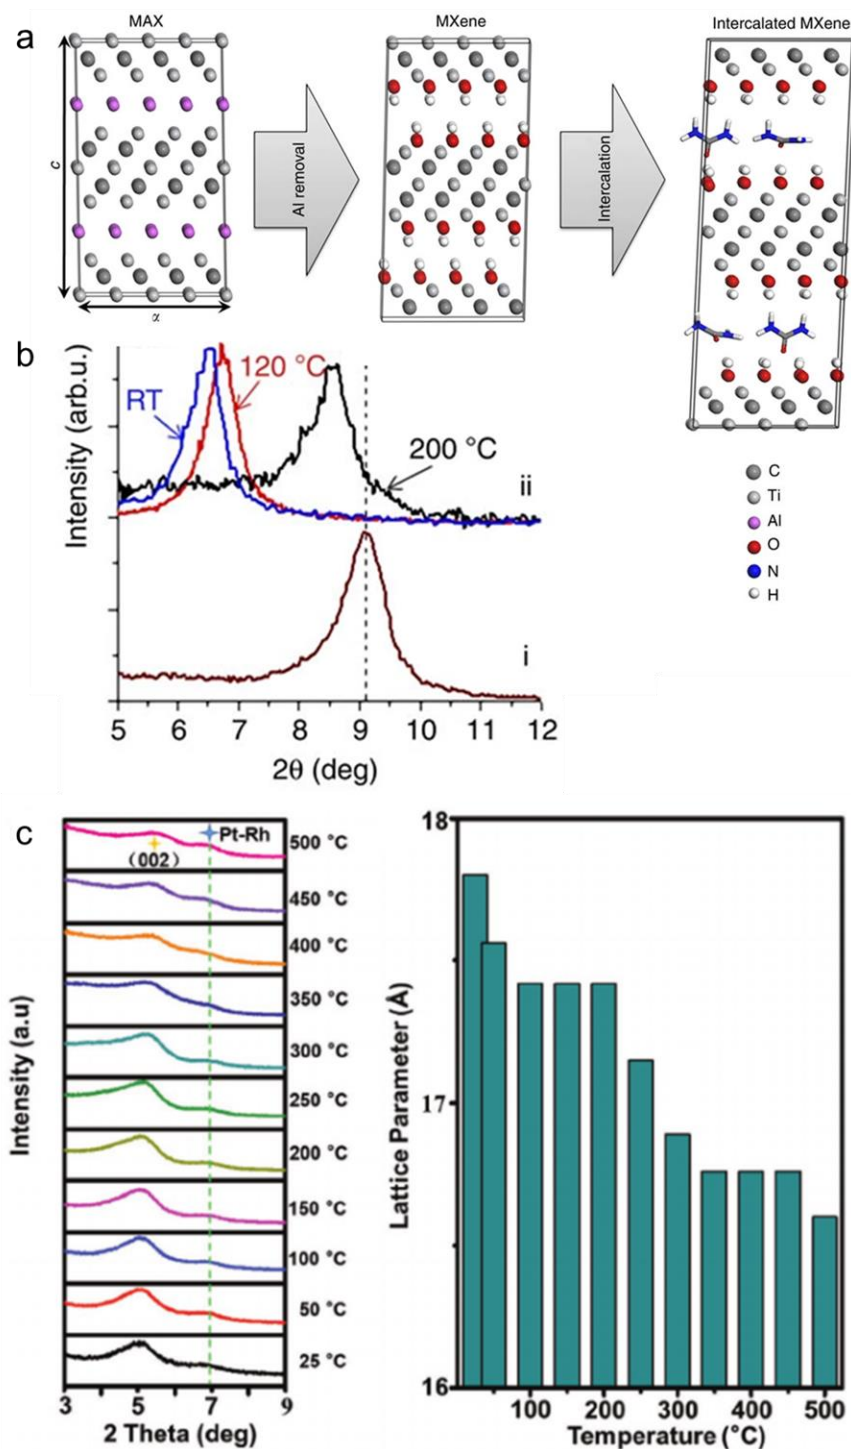 a
MAX
MXene
Intercalated MXene
c
Al removal
Intercalation
α
b
Intensity (arb.u.)
RT
120 °C
200 °C
ii
i
5 6 7 8 9 10 11 12
2θ (deg)
C
Ti
Al
O
N
H
c
Intensity (a.u)
Pt-Rh
(002)
500 °C
450 °C
400 °C
350 °C
300 °C
250 °C
200 °C
150 °C
100 °C
50 °C
25 °C
3 5 7 9
2 Theta (deg)
Lattice Parameter (Å)
18
17
16
100 200 300 400 500
Temperature (°C)